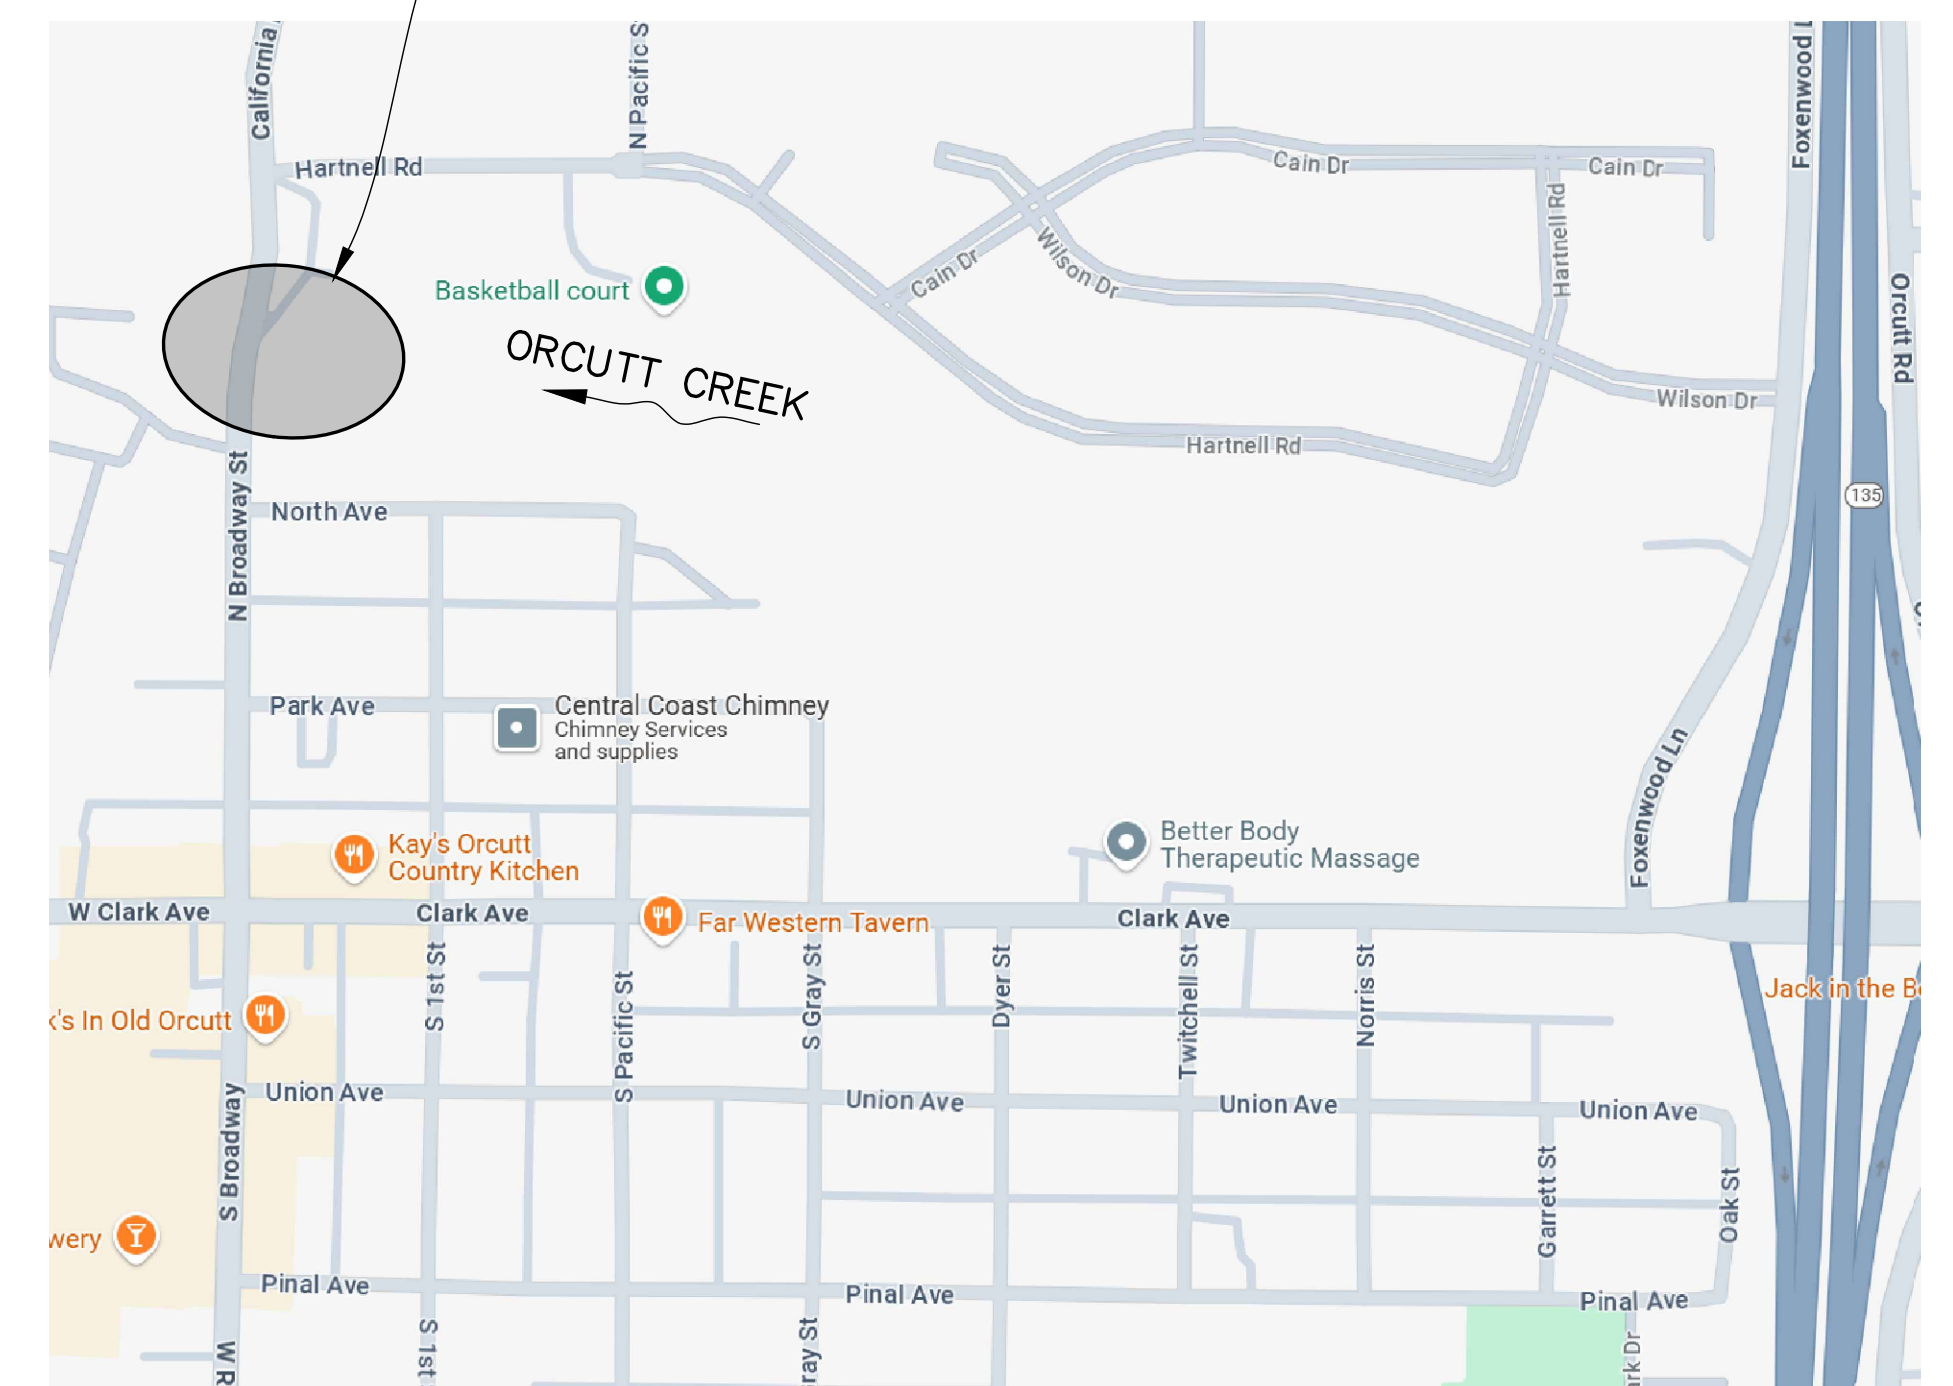 California
N Pacific S
Foxenwood L
Hartnell Rd
Cain Dr
Cain Dr
Hartnell Rd
Wilson Dr
Cain Dr
Basketball court
Orcutt Rd
ORCUTT CREEK
Wilson Dr
Hartnell Rd
135
N Broadway St
North Ave
Park Ave
Central Coast Chimney
Chimney Services
and supplies
Foxenwood Ln
Kay's Orcutt
Country Kitchen
Better Body
Therapeutic Massage
W Clark Ave
Clark Ave
Far Western Tavern
Clark Ave
S 1st St
S Pacific St
S Gray St
Dyer St
Twitchell St
Norris St
Jack in the B
k's In Old Orcutt
Union Ave
Union Ave
Union Ave
Union Ave
S Broadway
Garrett St
Oak St
wery
Pinal Ave
Pinal Ave
Pinal Ave
W R
S 1st
ray St
rk Dr